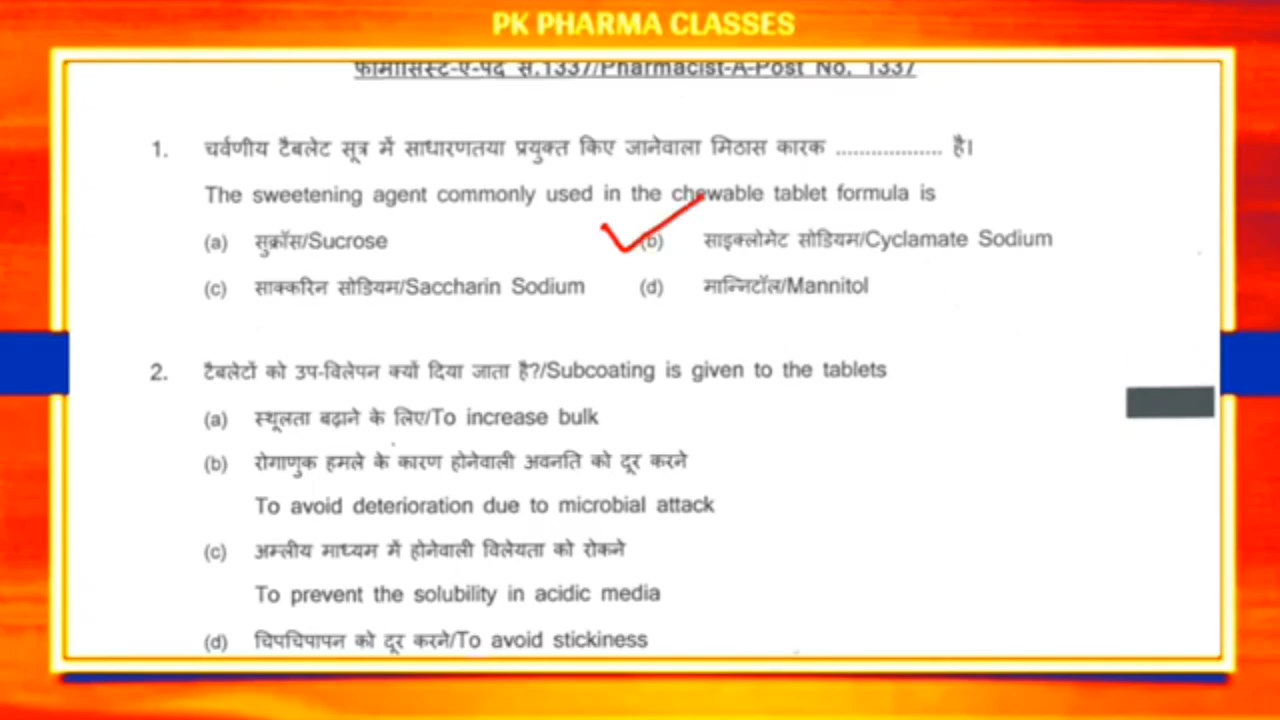 PK PHARMA CLASSES
फार्मासिस्ट-ए-पद सं.1337/Pharmacist-A-Post No. 1337
1. चर्वणीय टैबलेट सूत्र में साधारणतया प्रयुक्त किए जानेवाला मिठास कारक .................. है।
The sweetening agent commonly used in the chewable tablet formula is
(a) सुक्रॉस/Sucrose (b) साइक्लोमेट सोडियम/Cyclamate Sodium
(c) साक्करिन सोडियम/Saccharin Sodium (d) मान्निटॉल/Mannitol
2. टैबलेटों को उप-विलेपन क्यों दिया जाता है?/Subcoating is given to the tablets
(a) स्थूलता बढ़ाने के लिए/To increase bulk
(b) रोगाणुक हमले के कारण होनेवाली अवनति को दूर करने
To avoid deterioration due to microbial attack
(c) अम्लीय माध्यम में होनेवाली विलेयता को रोकने
To prevent the solubility in acidic media
(d) चिपचिपापन को दूर करने/To avoid stickiness